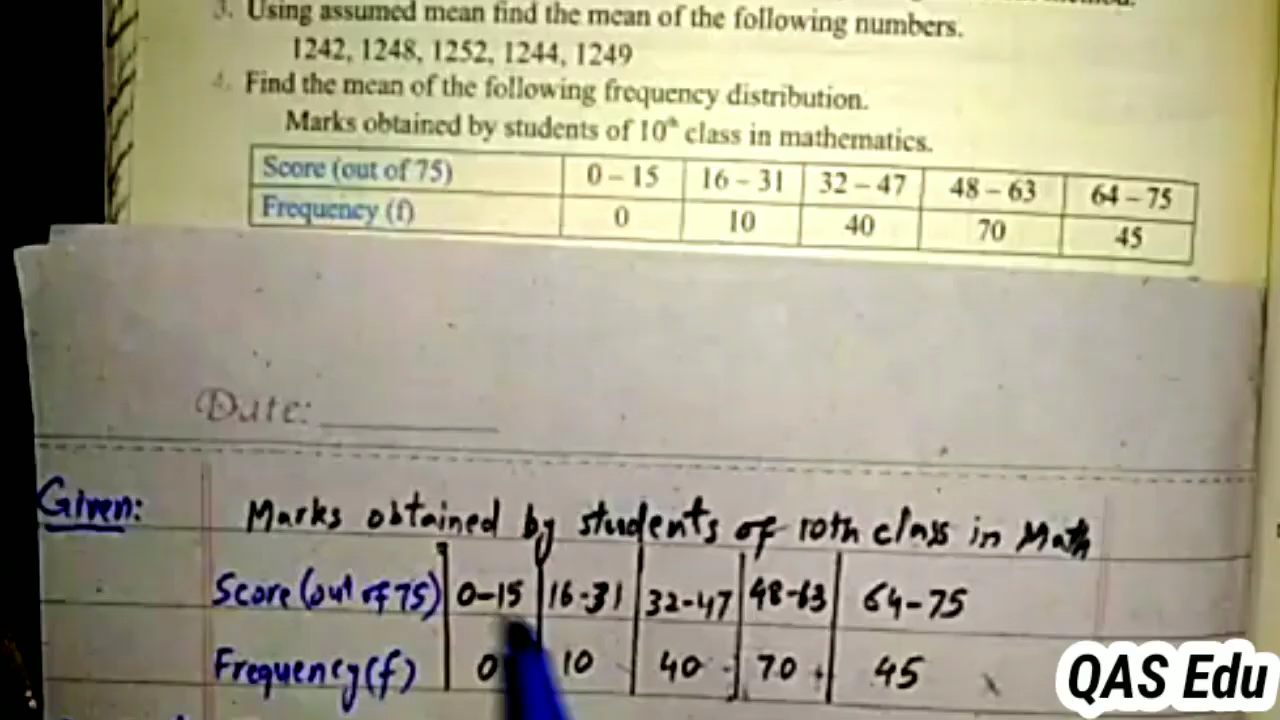 3. Using assumed mean find the mean of the following numbers.
1242, 1248, 1252, 1244, 1249
4. Find the mean of the following frequency distribution.
Marks obtained by students of 10th class in mathematics.
Score (out of 75) 0 – 15 16 – 31 32 – 47 48 – 63 64 – 75
Frequency (f) 0 10 40 70 45
Date:
Given: Marks obtained by students of 10th class in Math
Score (out of 75) 0-15 16-31 32-47 48-63 64-75
Frequency (f) 0 10 40 70 45
QAS Edu